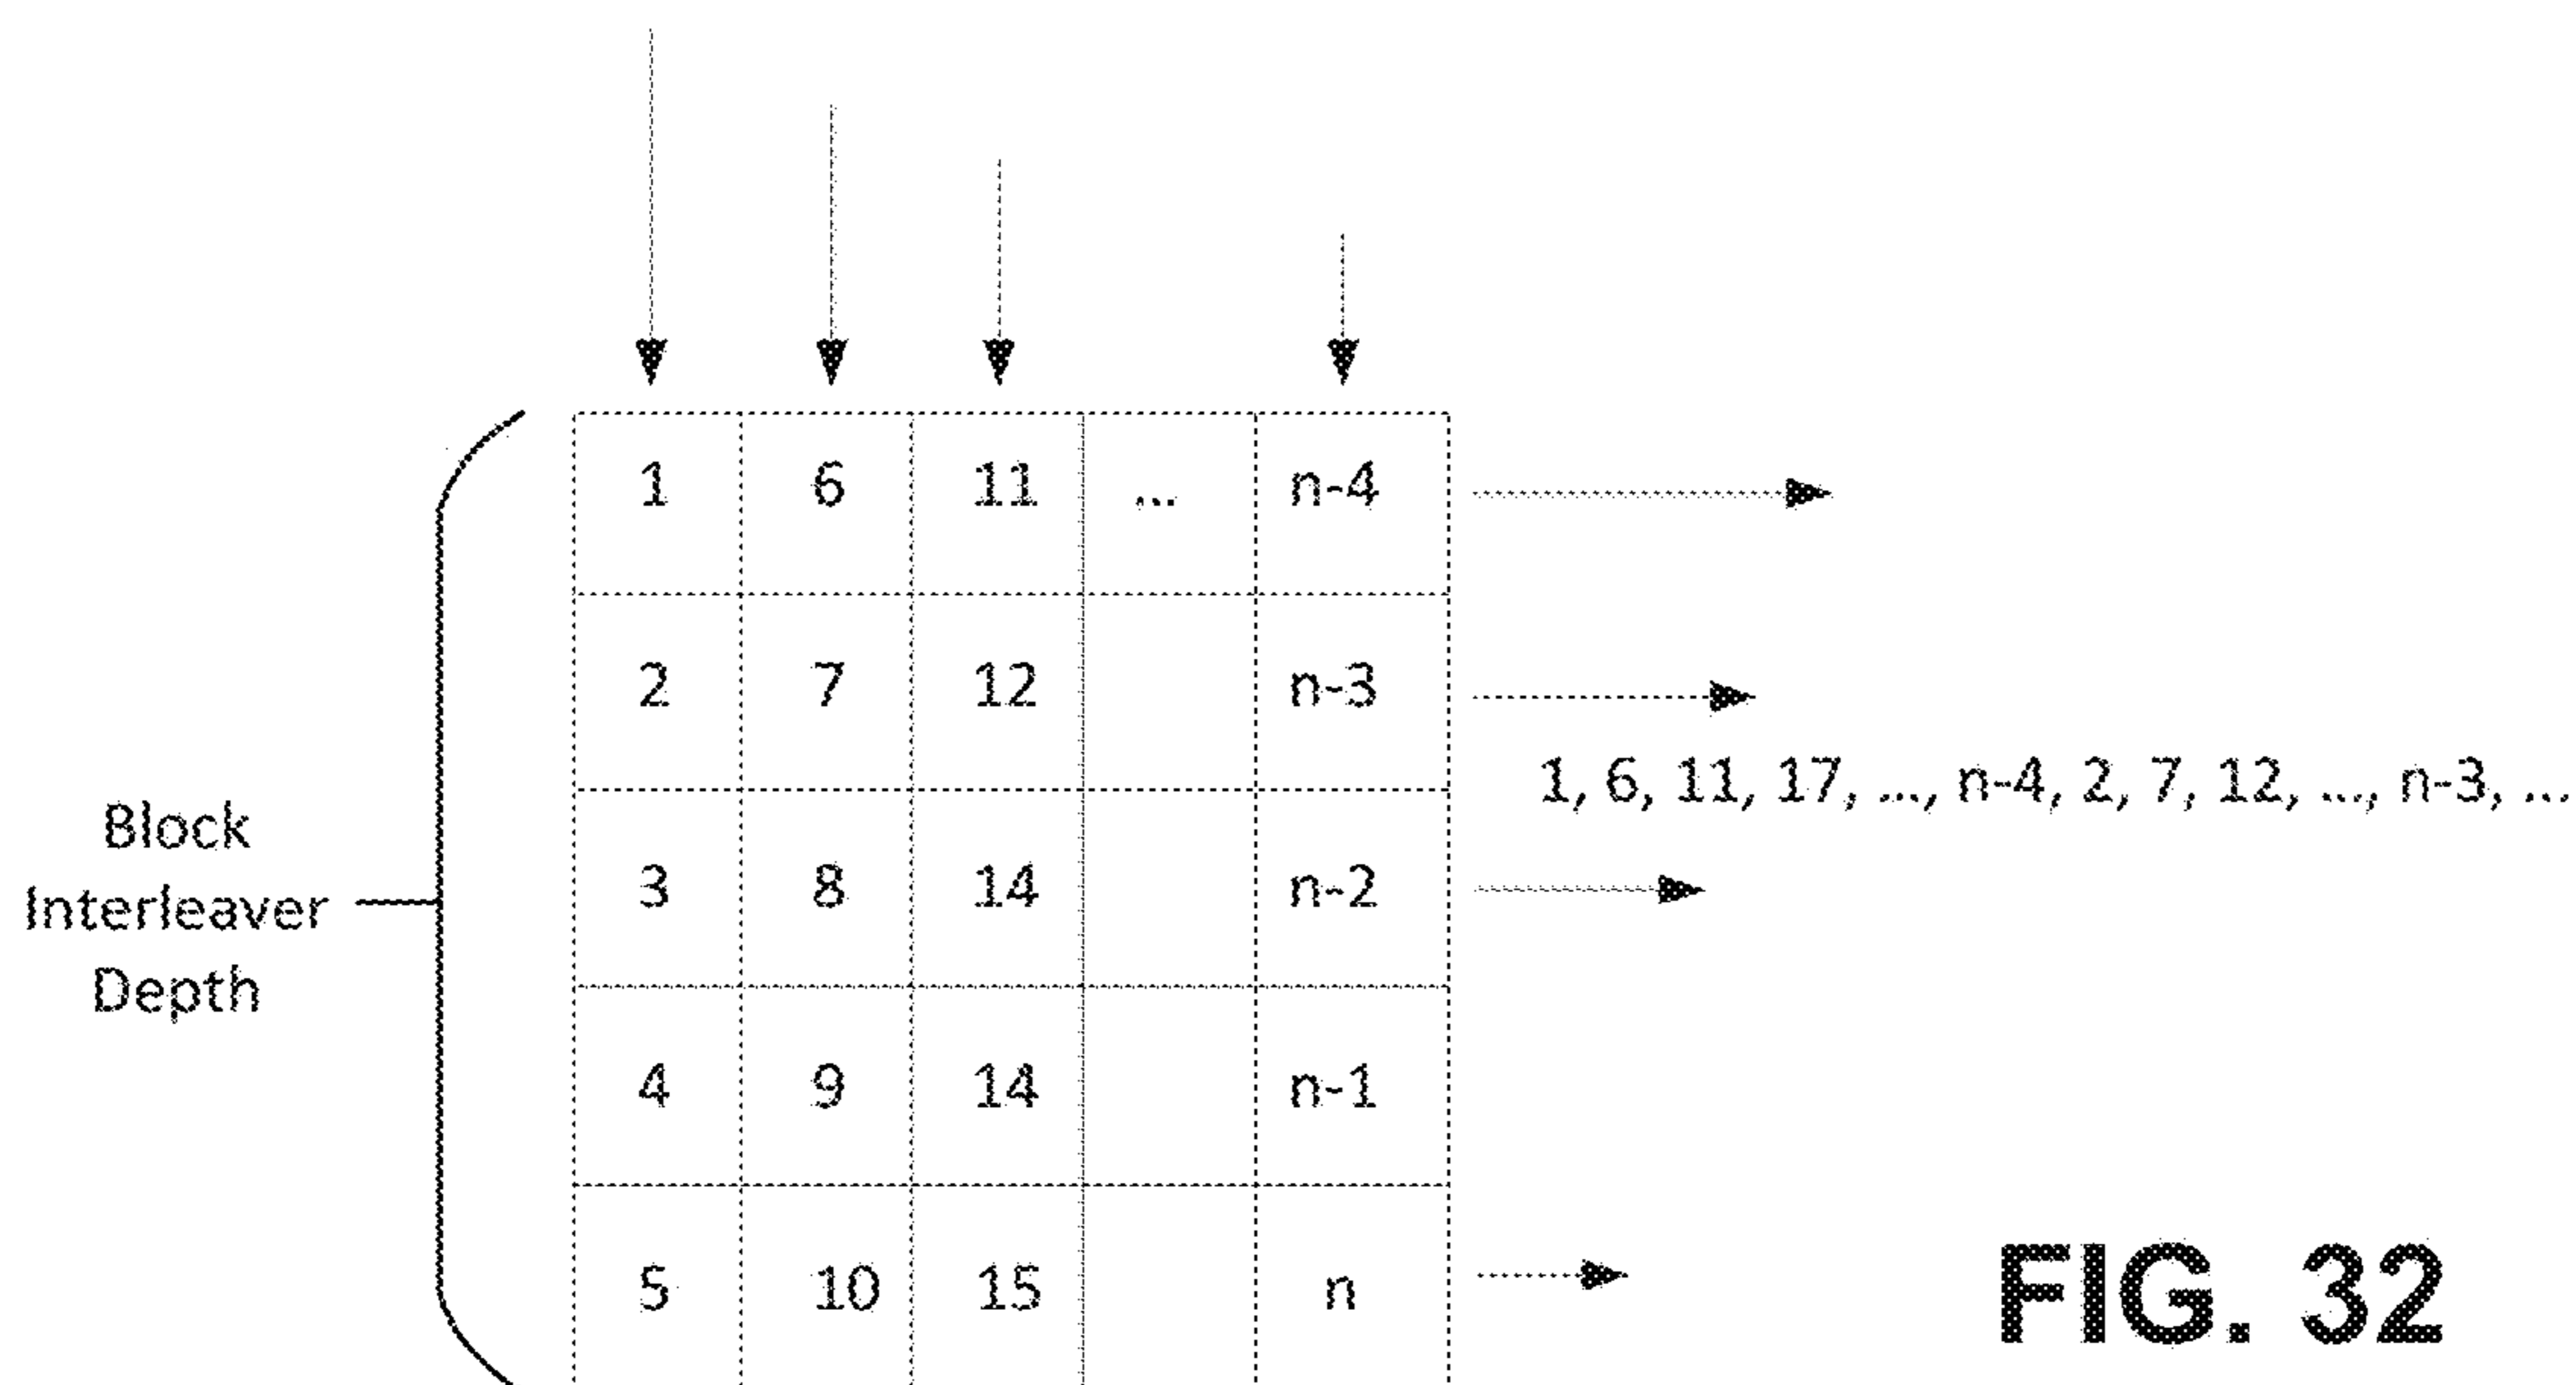 1 6 11 ... n-4
2 7 12 n-3
1, 6, 11, 17, ..., n-4, 2, 7, 12, ..., n-3, ...
Block
Interleaver
Depth
3 8 14 n-2
4 9 14 n-1
5 10 15 n
FIG. 32